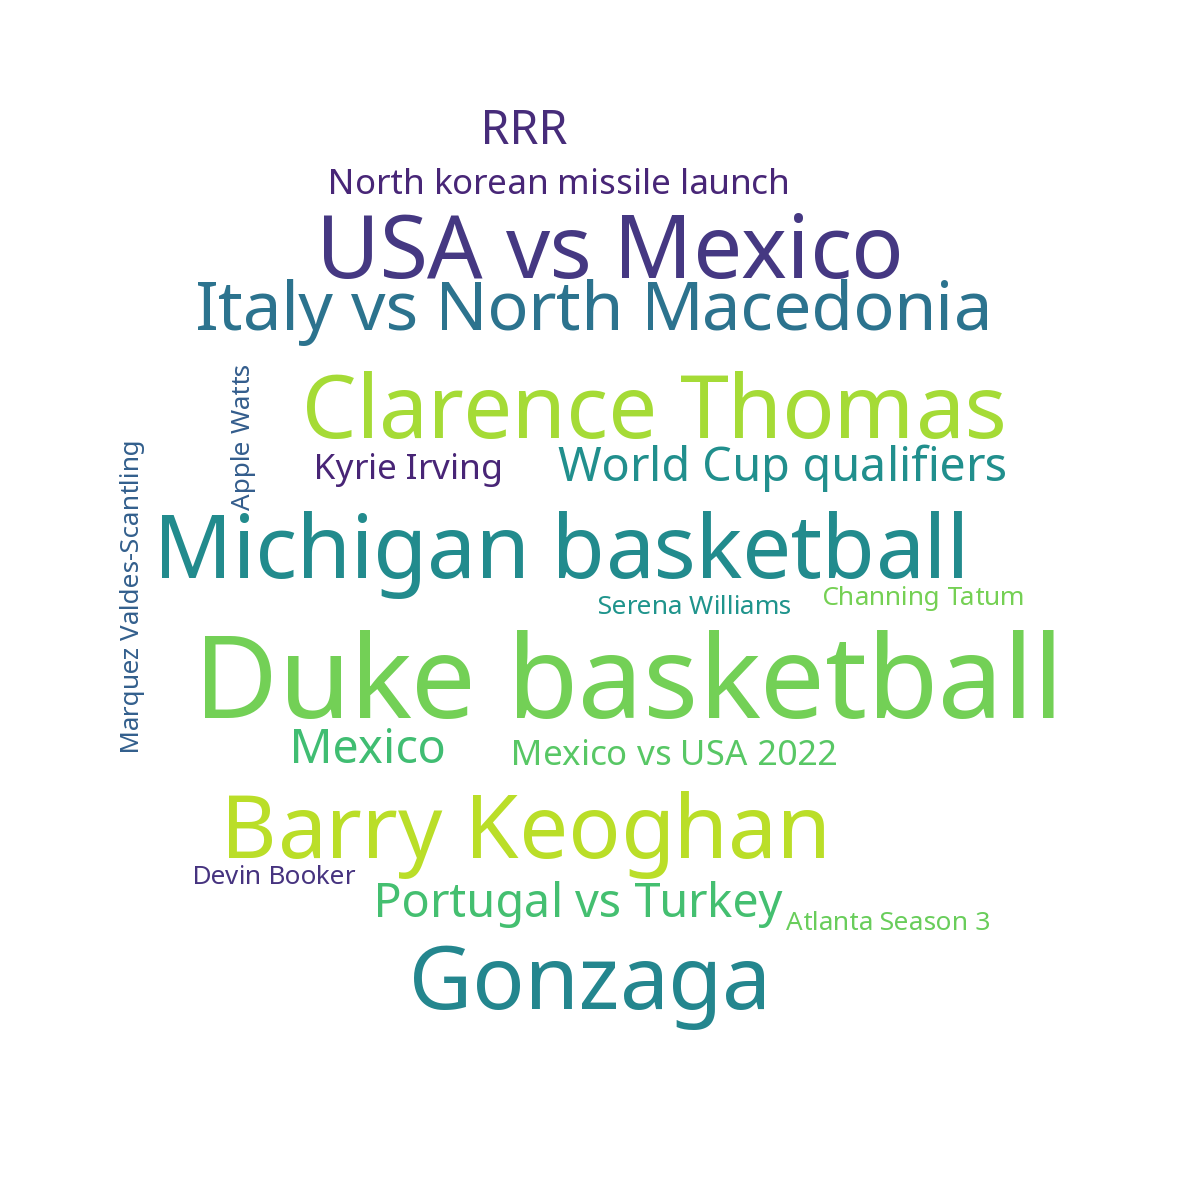 RRR
North korean missile launch
USA vs Mexico
Italy vs North Macedonia
Apple Watts
Clarence Thomas
Kyrie Irving
World Cup qualifiers
Marquez Valdes-Scantling
Michigan basketball
Serena Williams
Channing Tatum
Duke basketball
Mexico
Mexico vs USA 2022
Barry Keoghan
Devin Booker
Portugal vs Turkey
Atlanta Season 3
Gonzaga